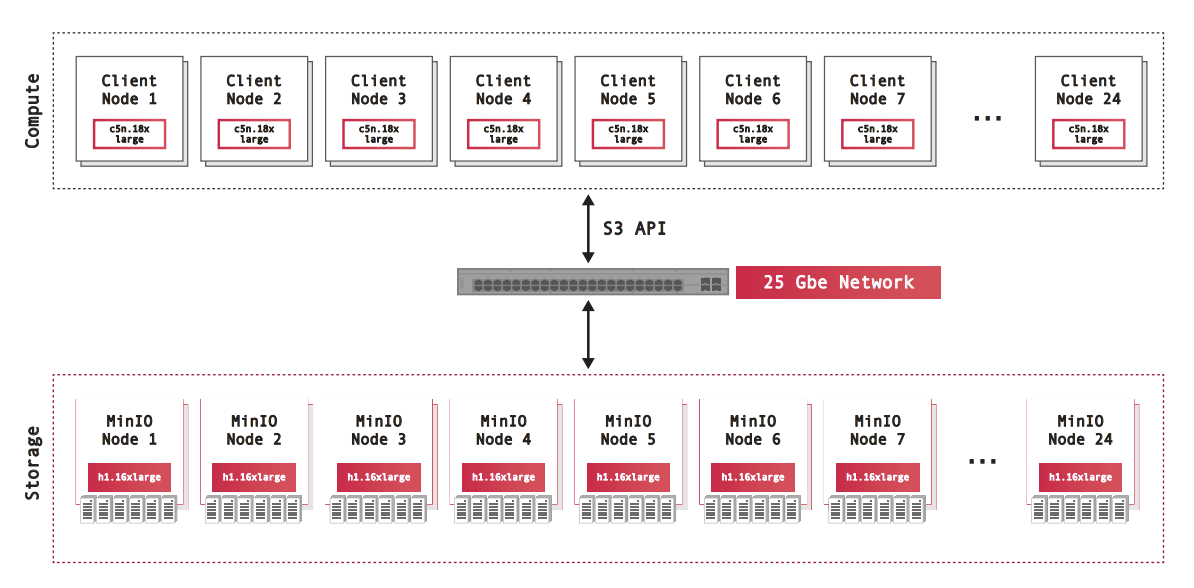 Compute
Client
Node 1
c5n.18x
large
Client
Node 2
c5n.18x
large
Client
Node 3
c5n.18x
large
Client
Node 4
c5n.18x
large
Client
Node 5
c5n.18x
large
Client
Node 6
c5n.18x
large
Client
Node 7
c5n.18x
large
...
Client
Node 24
c5n.18x
large
S3 API
25 Gbe Network
Storage
MinIO
Node 1
h1.16xlarge
MinIO
Node 2
h1.16xlarge
MinIO
Node 3
h1.16xlarge
MinIO
Node 4
h1.16xlarge
MinIO
Node 5
h1.16xlarge
MinIO
Node 6
h1.16xlarge
MinIO
Node 7
h1.16xlarge
...
MinIO
Node 24
h1.16xlarge